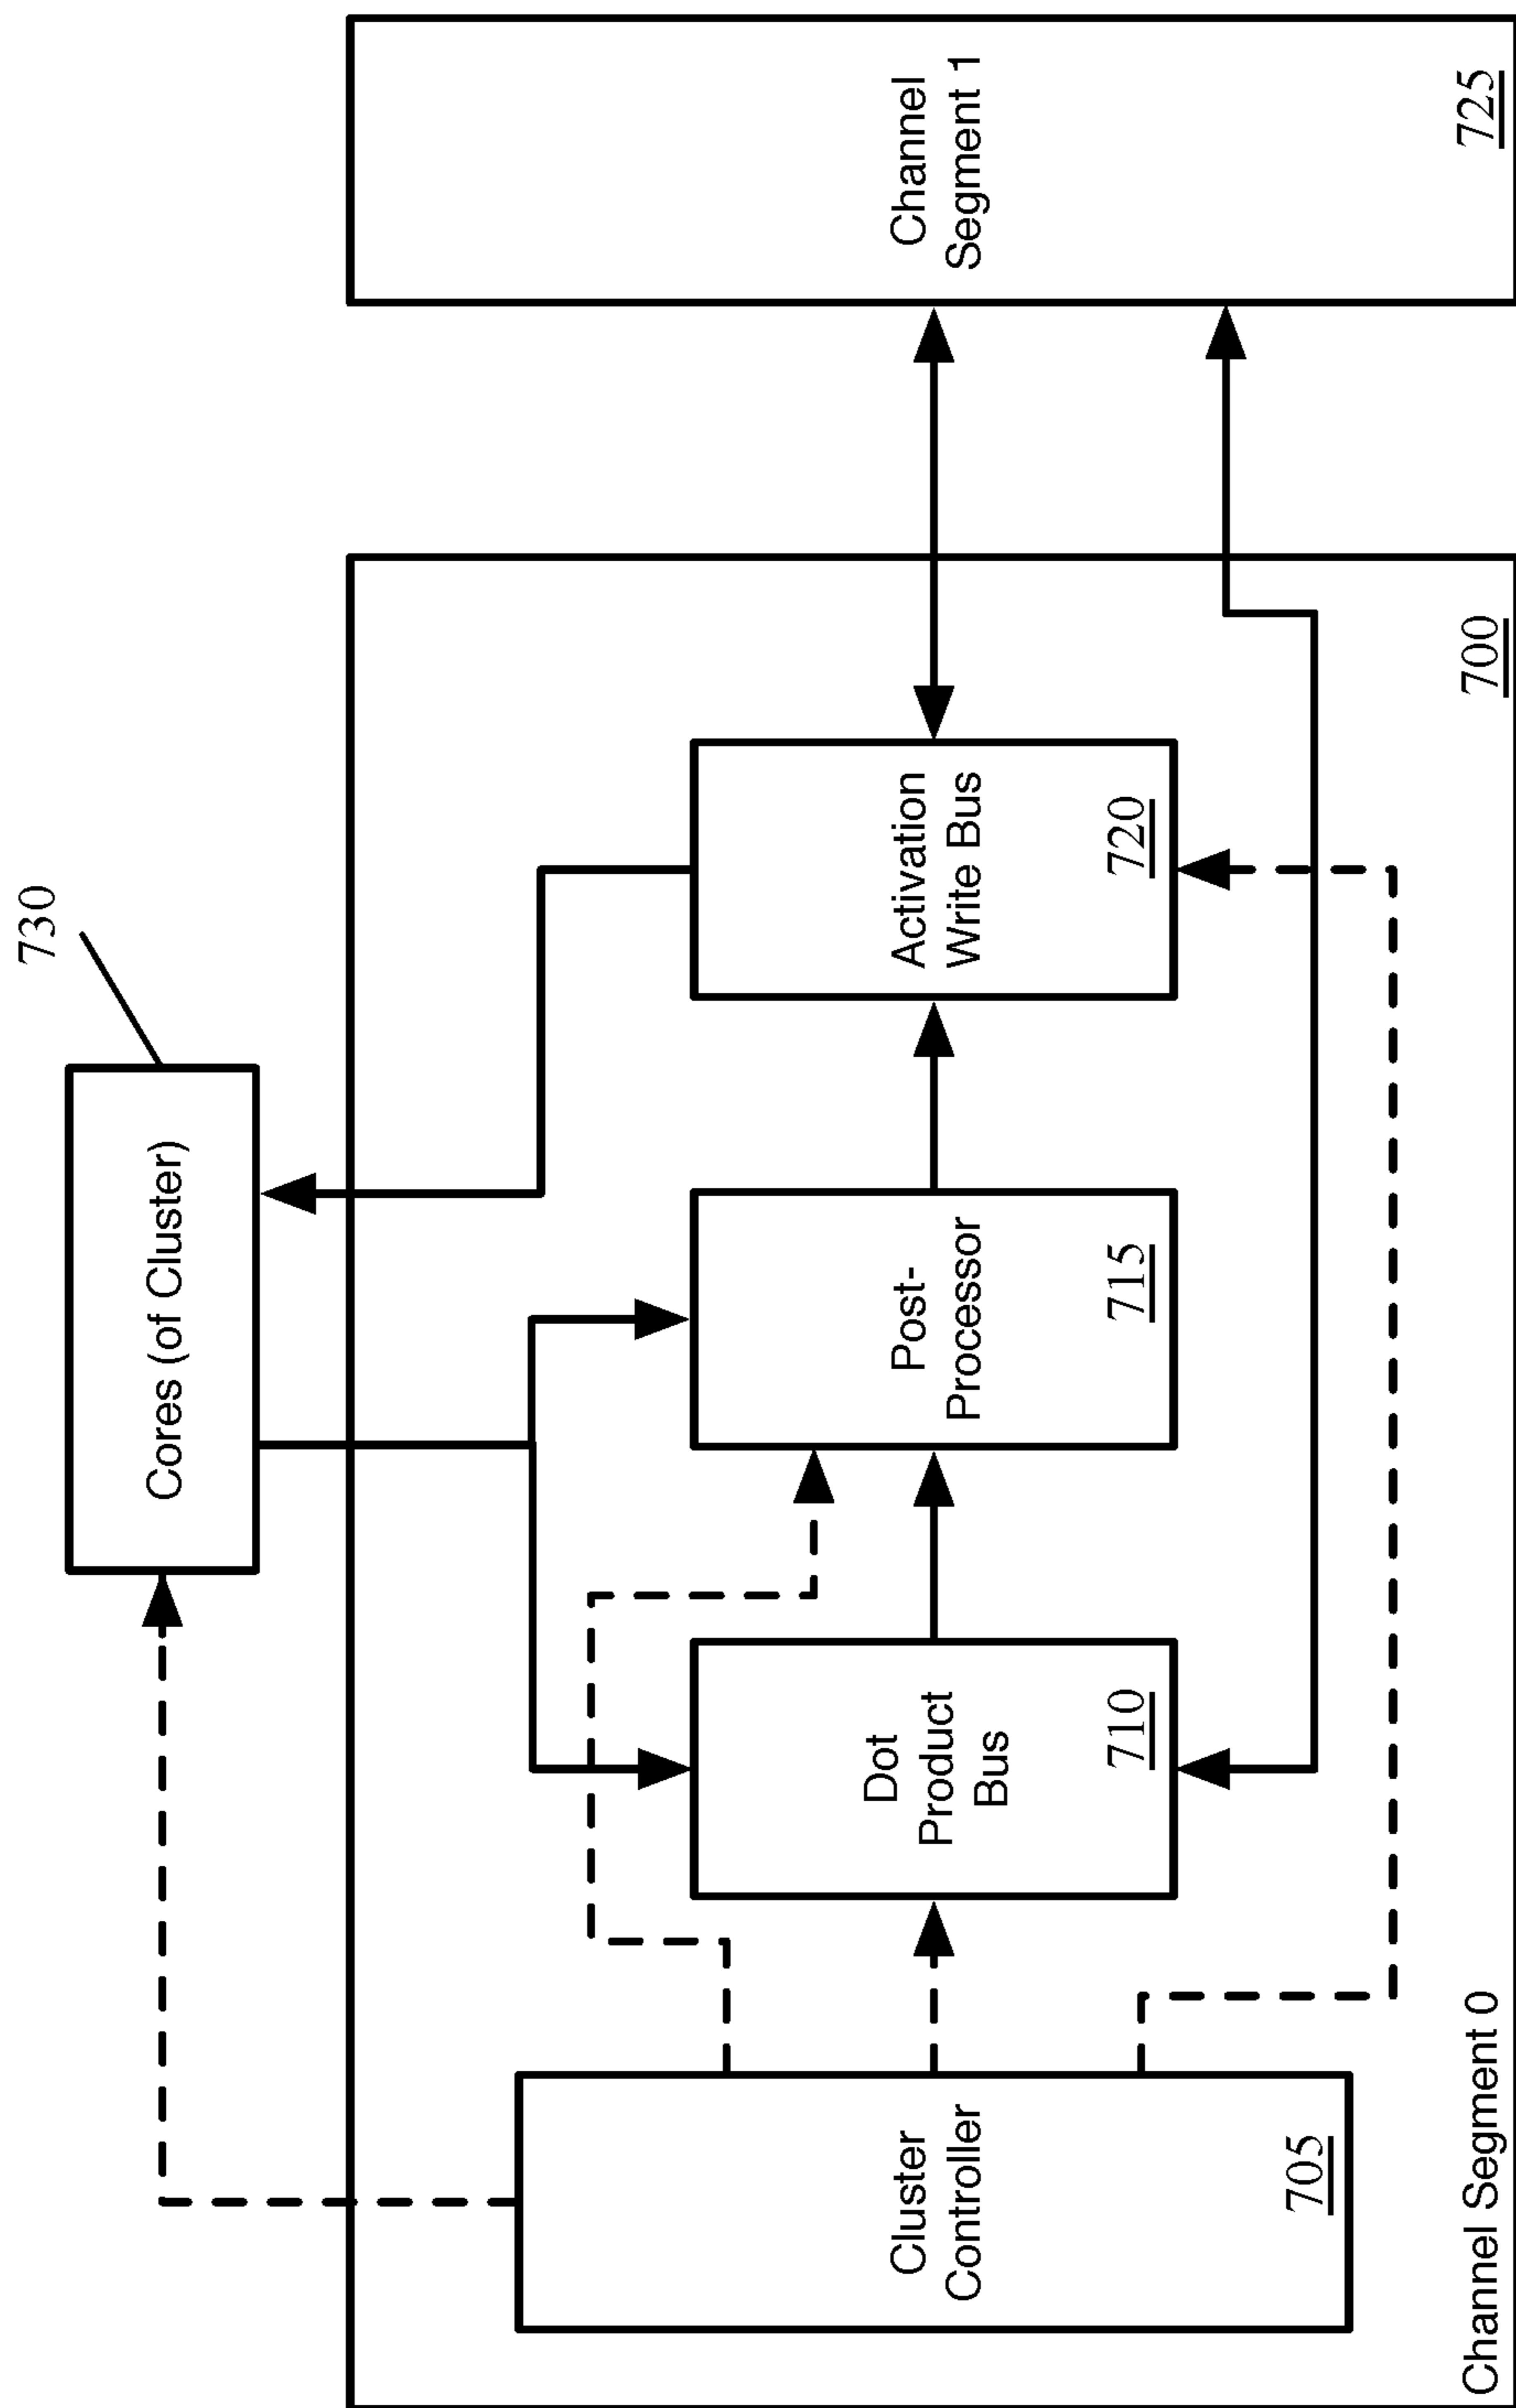 730
Cores (of Cluster)
Cluster
Controller
705
Dot
Product
Bus
710
Post-
Processor
715
Activation
Write Bus
720
Channel
Segment 1
725
Channel Segment 0
700